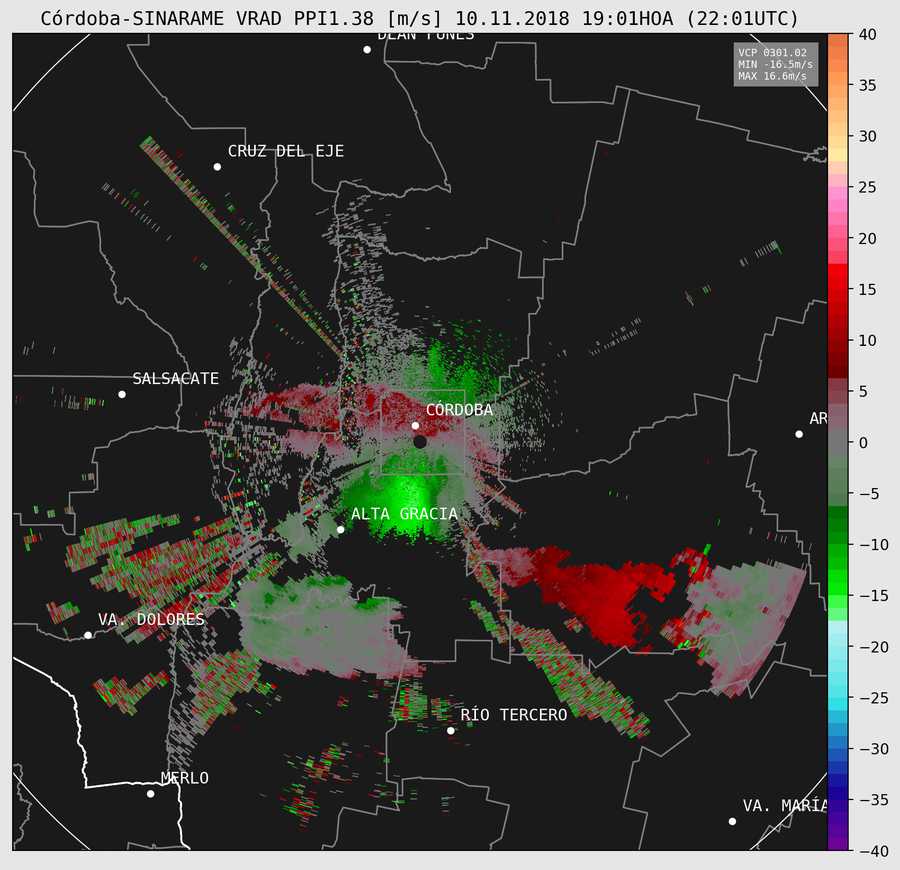 Córdoba-SINARAME VRAD PPI1.38 [m/s] 10.11.2018 19:01HOA (22:01UTC)
DEAN FUNES
VCP 0301.02
MIN -16.5m/s
MAX 16.6m/s
CRUZ DEL EJE
SALSACATE
CÓRDOBA
AR
ALTA GRACIA
VA. DOLORES
RÍO TERCERO
MERLO
VA. MARÍA
40
35
30
25
20
15
10
5
0
−5
−10
−15
−20
−25
−30
−35
−40